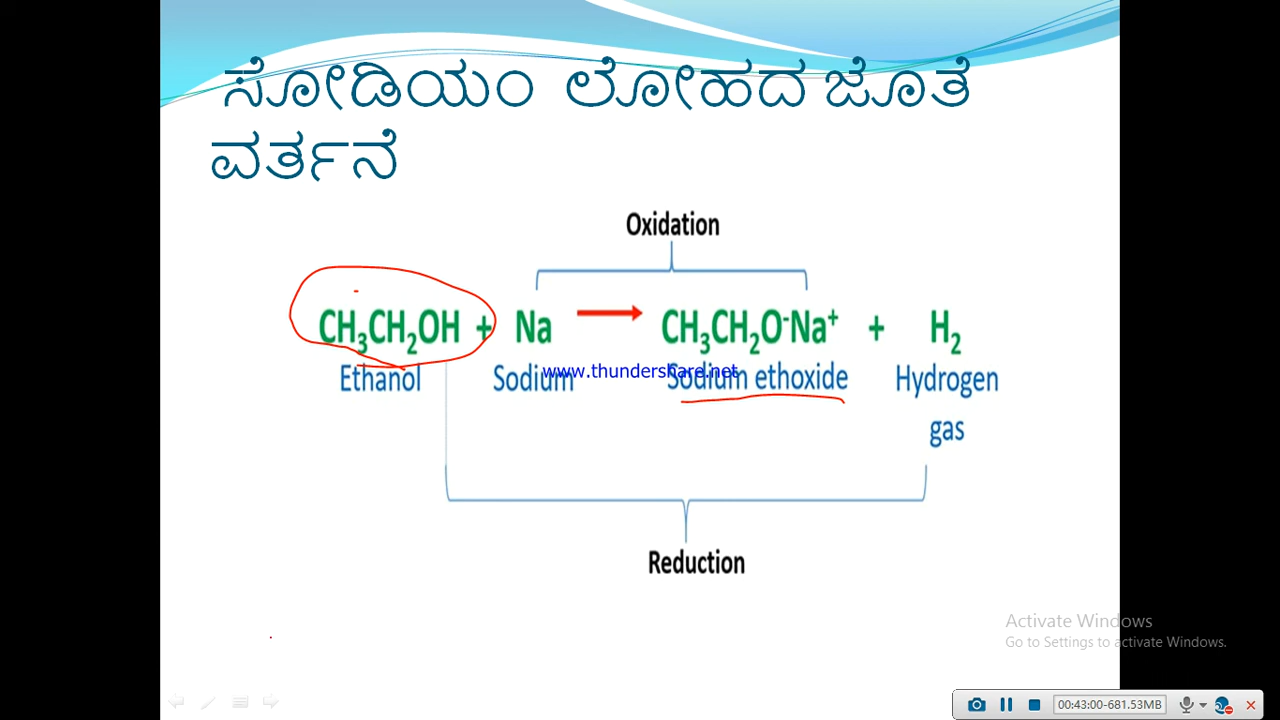 ಸೋಡಿಯಂ ಲೋಹದ ಜೊತೆ
ವರ್ತನೆ
Oxidation
CH₃CH₂OH + Na → CH₃CH₂O⁻Na⁺ + H₂
Ethanol Sodium Sodium ethoxide Hydrogen
gas
www.thundershare.net
Reduction
Activate Windows
Go to Settings to activate Windows.
00:43:00-681.53MB